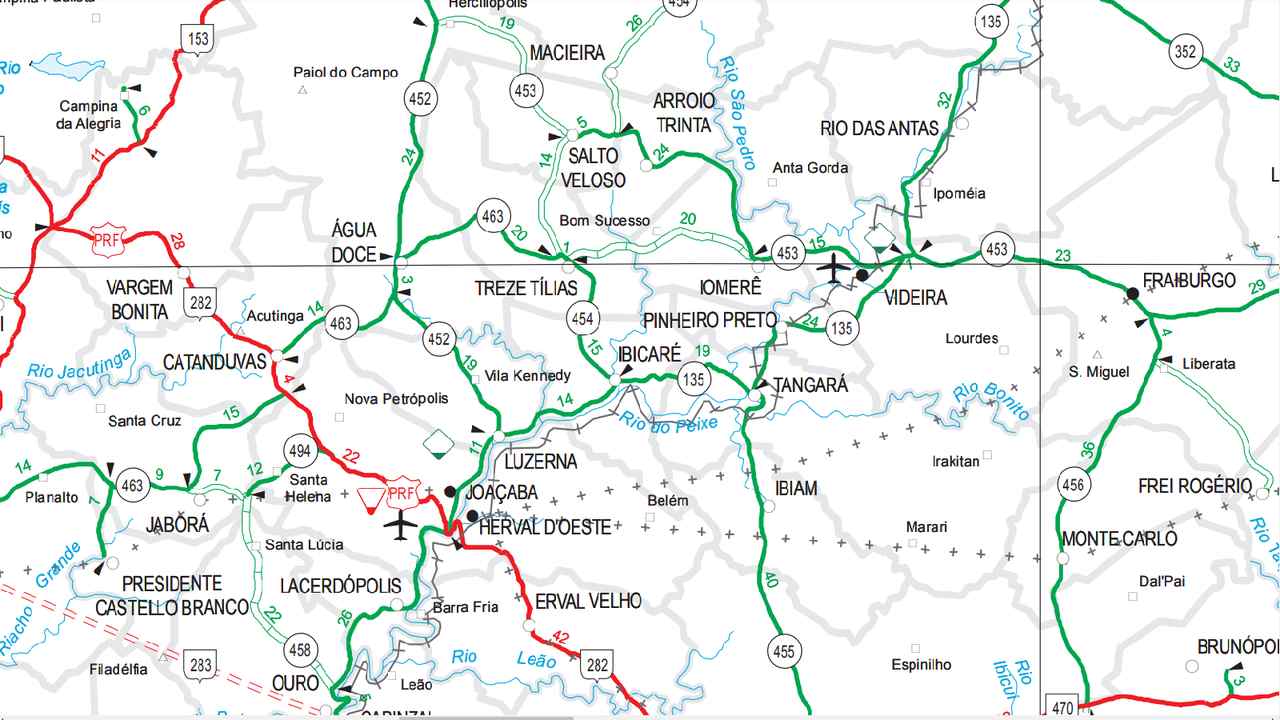 Herciliópolis
19
26
135
153
MACIEIRA
352
33
Rio
Paiol do Campo
452
453
ARROIO
TRINTA
Rio São Pedro
32
Campina
da Alegria
6
5
RIO DAS ANTAS
11
24
14
SALTO
VELOSO
24
Anta Gorda
Ipoméia
PRF
28
ÁGUA
DOCE
463
20
Bom Sucesso
20
1
453
15
453
23
3
VARGEM
BONITA
282
TREZE TÍLIAS
IOMERÊ
VIDEIRA
FRAIBURGO
29
Acutinga
14
463
452
454
PINHEIRO PRETO
24
135
4
CATANDUVAS
15
IBICARÉ
19
135
Lourdes
S. Miguel
Liberata
Rio Jacutinga
4
19
Vila Kennedy
TANGARÁ
Rio Bonito
Santa Cruz
15
Nova Petrópolis
14
Rio do Peixe
36
494
22
11
LUZERNA
Irakitan
14
463
9
7
12
Santa
Helena
PRF
JOAÇABA
Belém
IBIAM
456
FREI ROGÉRIO
Planalto
7
JABORÁ
HERVAL D'OESTE
Marari
MONTE CARLO
Santa Lúcia
Riacho Grande
PRESIDENTE
CASTELLO BRANCO
LACERDÓPOLIS
ERVAL VELHO
40
Dal'Pai
22
26
Barra Fria
42
458
455
BRUNÓPOL
Filadélfia
283
Rio Leão
282
Espinilho
Rio
Ibicuí
3
OURO
Leão
470